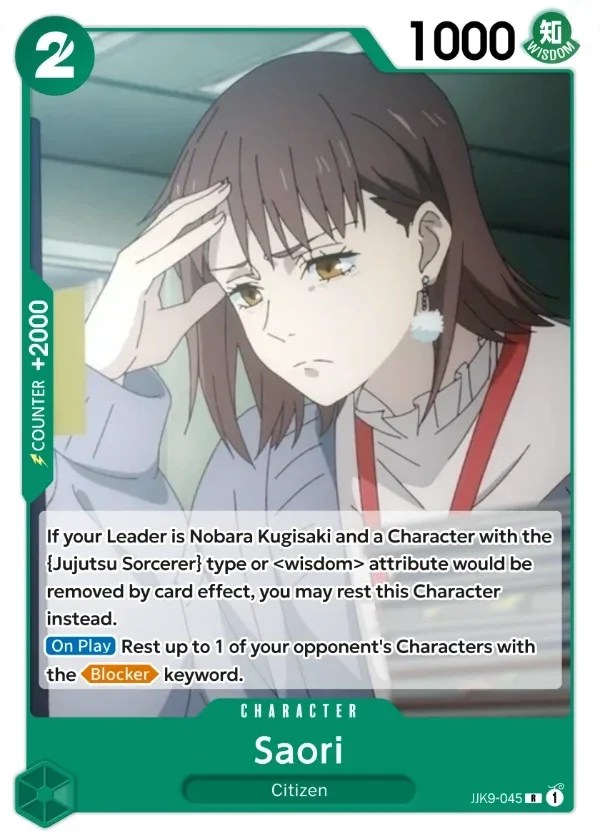 2
1000
知
WISDOM
COUNTER +2000
If your Leader is Nobara Kugisaki and a Character with the
{Jujutsu Sorcerer} type or <wisdom> attribute would be
removed by card effect, you may rest this Character
instead.
On Play Rest up to 1 of your opponent's Characters with
the Blocker keyword.
CHARACTER
Saori
Citizen
JJK9-045 R 1